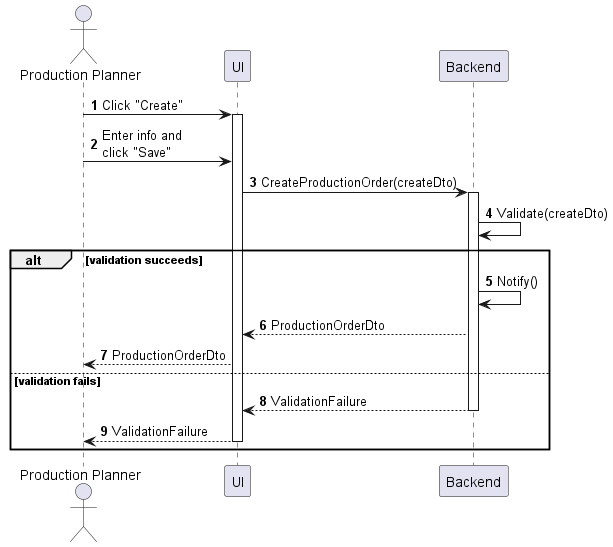 Production Planner
UI
Backend
1 Click "Create"
2 Enter info and
click "Save"
3 CreateProductionOrder(createDto)
4 Validate(createDto)
alt [validation succeeds]
5 Notify()
6 ProductionOrderDto
7 ProductionOrderDto
[validation fails]
8 ValidationFailure
9 ValidationFailure
Production Planner
UI
Backend